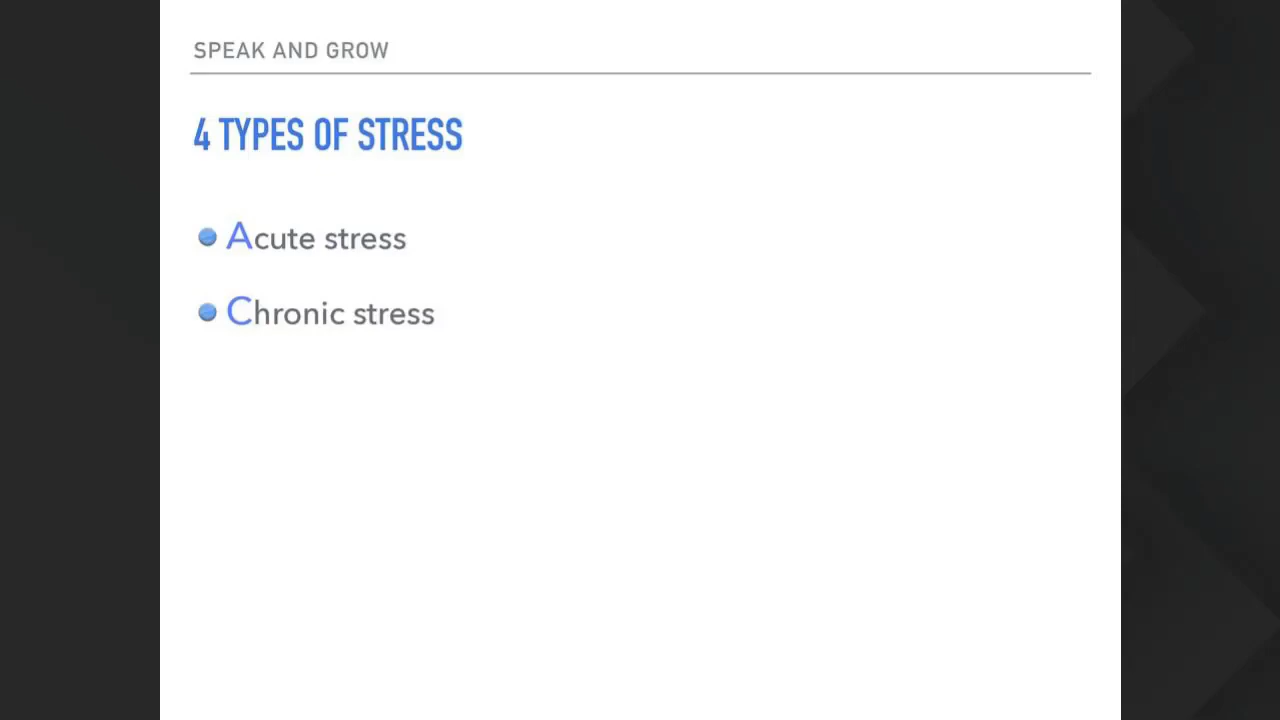 SPEAK AND GROW
4 TYPES OF STRESS
Acute stress
Chronic stress